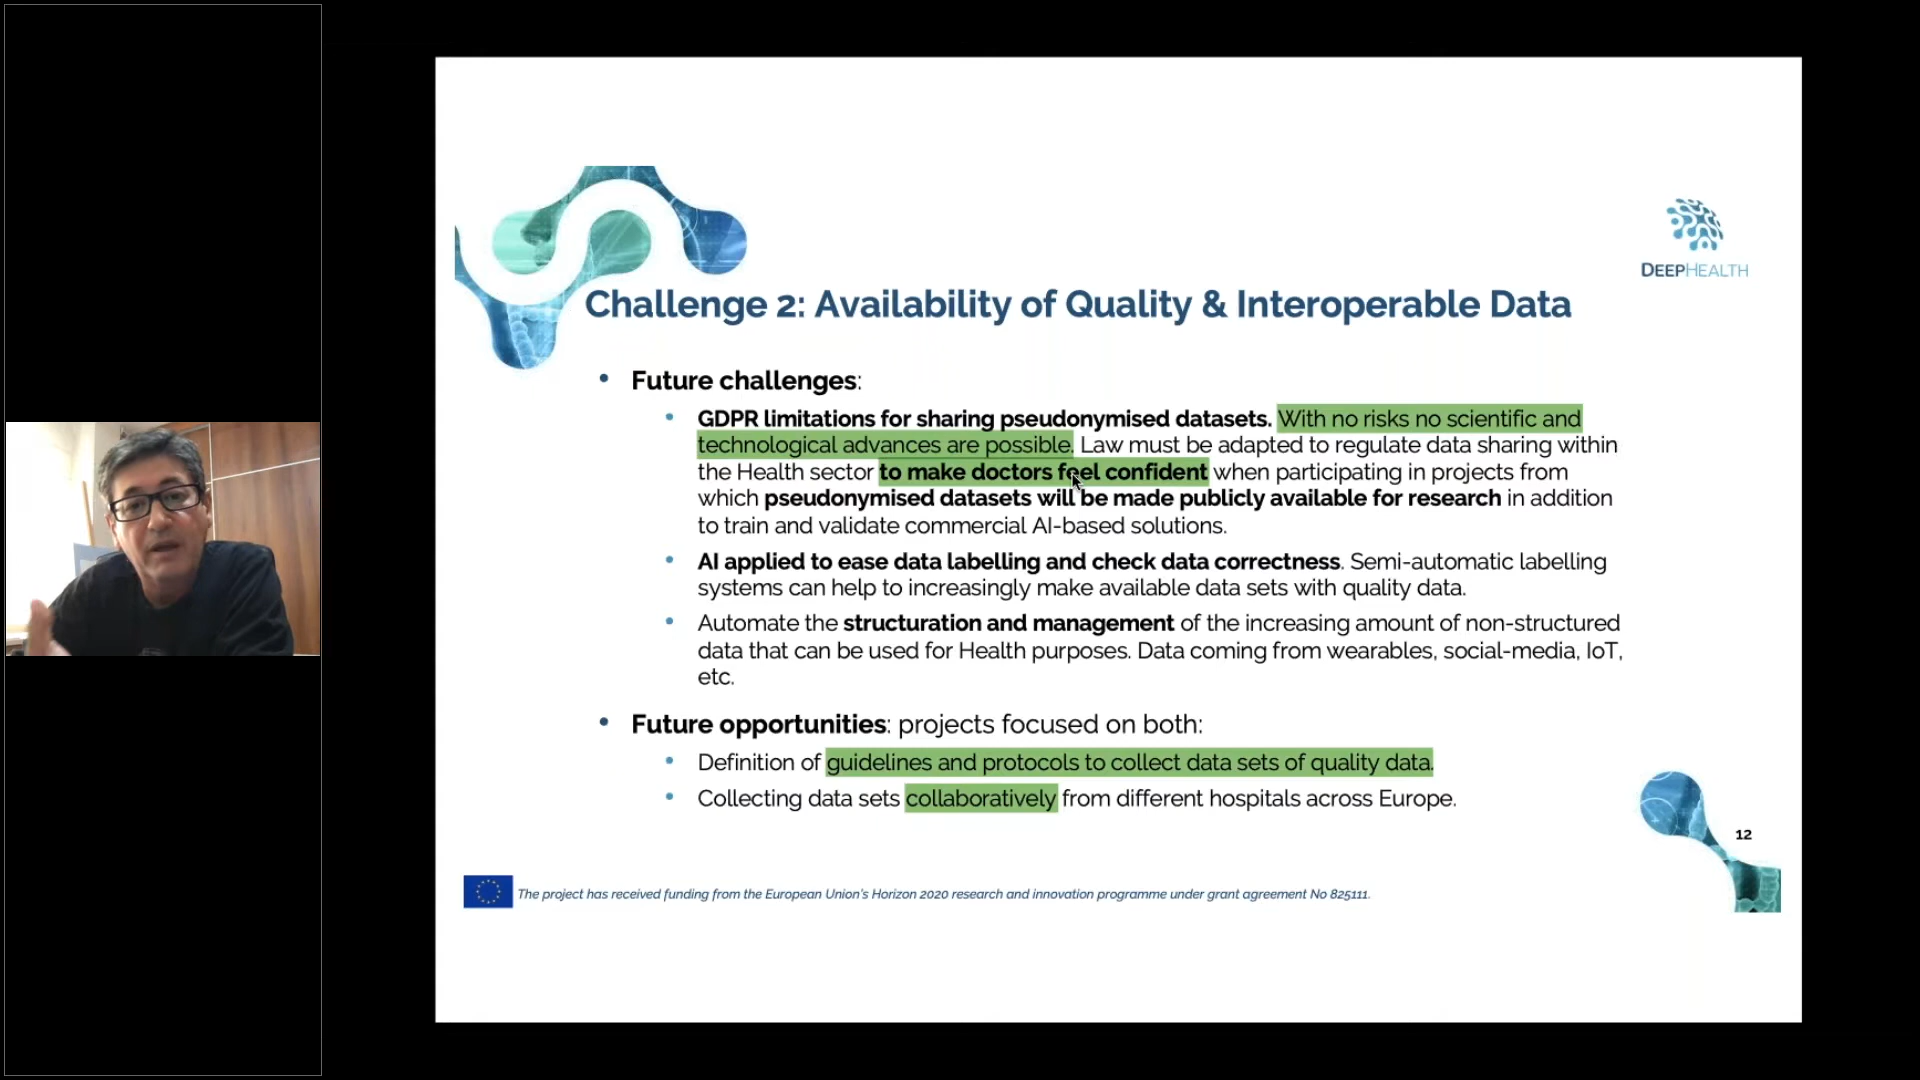 DEEPHEALTH
Challenge 2: Availability of Quality & Interoperable Data
• Future challenges:
• GDPR limitations for sharing pseudonymised datasets. With no risks no scientific and
technological advances are possible. Law must be adapted to regulate data sharing within
the Health sector to make doctors feel confident when participating in projects from
which pseudonymised datasets will be made publicly available for research in addition
to train and validate commercial AI-based solutions.
• AI applied to ease data labelling and check data correctness. Semi-automatic labelling
systems can help to increasingly make available data sets with quality data.
• Automate the structuration and management of the increasing amount of non-structured
data that can be used for Health purposes. Data coming from wearables, social-media, IoT,
etc.
• Future opportunities: projects focused on both:
• Definition of guidelines and protocols to collect data sets of quality data.
• Collecting data sets collaboratively from different hospitals across Europe.
12
The project has received funding from the European Union's Horizon 2020 research and innovation programme under grant agreement No 825111.